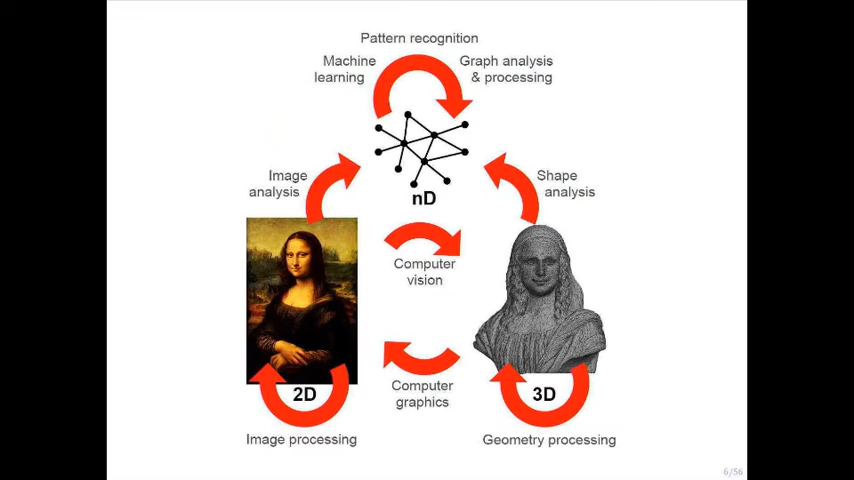 Pattern recognition
Machine
learning
Graph analysis
& processing
Image
analysis
Shape
analysis
nD
Computer
vision
Computer
graphics
2D
3D
Image processing
Geometry processing
6/56